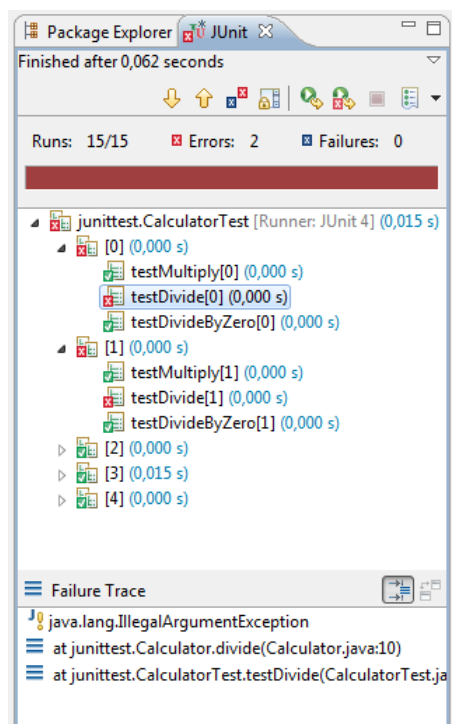 Package Explorer JUnit
Finished after 0,062 seconds
Runs: 15/15 Errors: 2 Failures: 0
junittest.CalculatorTest [Runner: JUnit 4] (0,015 s)
[0] (0,000 s)
testMultiply[0] (0,000 s)
testDivide[0] (0,000 s)
testDivideByZero[0] (0,000 s)
[1] (0,000 s)
testMultiply[1] (0,000 s)
testDivide[1] (0,000 s)
testDivideByZero[1] (0,000 s)
[2] (0,000 s)
[3] (0,015 s)
[4] (0,000 s)
Failure Trace
java.lang.IllegalArgumentException
at junittest.Calculator.divide(Calculator.java:10)
at junittest.CalculatorTest.testDivide(CalculatorTest.ja